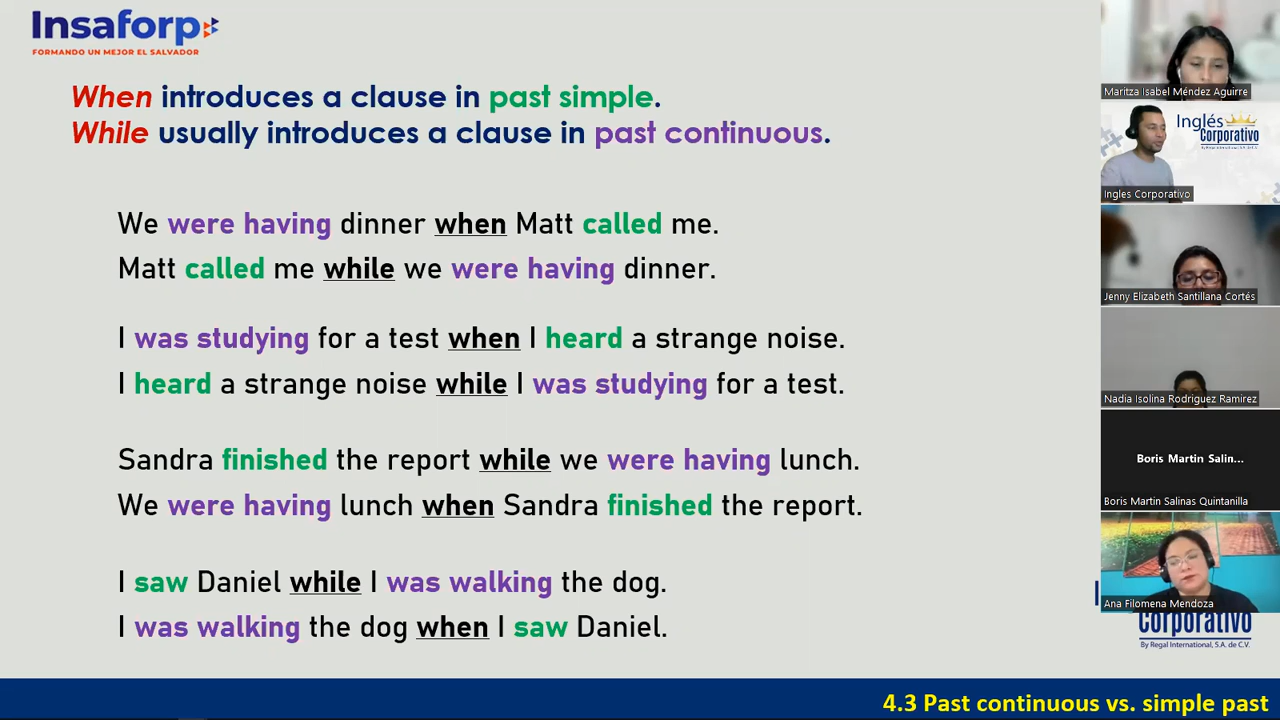 Insaforp
FORMANDO UN MEJOR EL SALVADOR
When introduces a clause in past simple.
While usually introduces a clause in past continuous.
We were having dinner when Matt called me.
Matt called me while we were having dinner.
I was studying for a test when I heard a strange noise.
I heard a strange noise while I was studying for a test.
Sandra finished the report while we were having lunch.
We were having lunch when Sandra finished the report.
I saw Daniel while I was walking the dog.
I was walking the dog when I saw Daniel.
Maritza Isabel Méndez Aguirre
Inglés
Corporativo
By Regal International, S.A. de C.V.
Ingles Corporativo
Jenny Elizabeth Santillana Cortés
Nadia Isolina Rodriguez Ramirez
Boris Martin Salin...
Boris Martin Salinas Quintanilla
Ana Filomena Mendoza
Corporativo
By Regal International, S.A. de C.V.
4.3 Past continuous vs. simple past